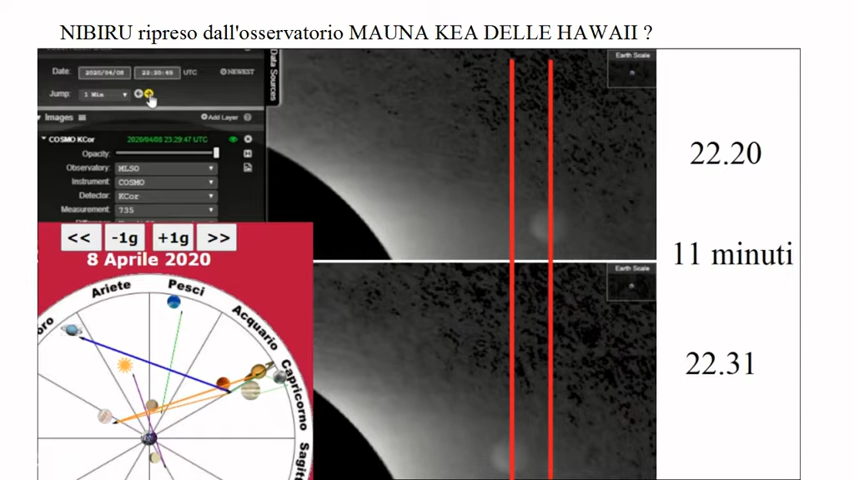 NIBIRU ripreso dall'osservatorio MAUNA KEA DELLE HAWAII ?
Date: 2020/04/08 UTC NEWEST
Jump: 1 Min
Images
Add Layer
COSMO KCor 2020/04/08 23:29:47 UTC
Opacity:
Observatory: MLSO
Instrument: COSMO
Detector: KCor
Measurement: 735
Data Sources
Earth Scale
22.20
11 minuti
Earth Scale
22.31
<< -1g +1g >>
8 Aprile 2020
Ariete
Pesci
Acquario
Capricorno